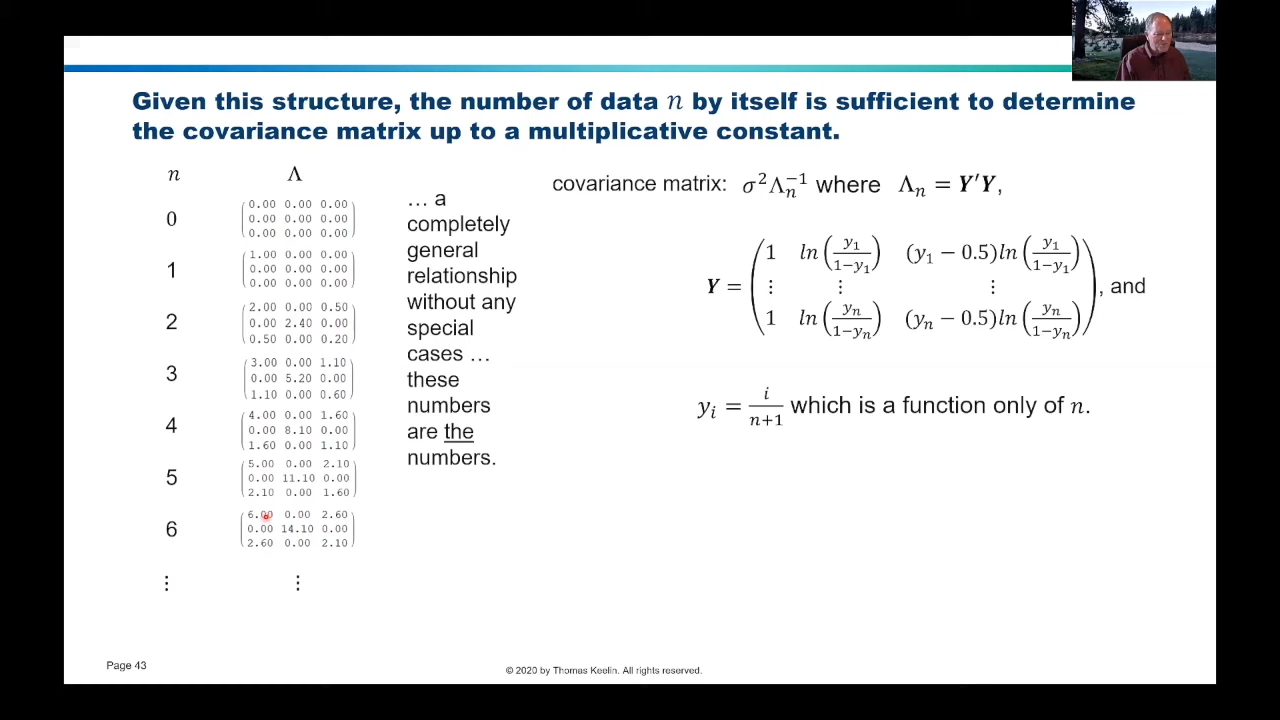 Given this structure, the number of data n by itself is sufficient to determine
the covariance matrix up to a multiplicative constant.
n Λ
0
0.00 0.00 0.00
0.00 0.00 0.00
0.00 0.00 0.00
1
1.00 0.00 0.00
0.00 0.00 0.00
0.00 0.00 0.00
2
2.00 0.00 0.50
0.00 2.40 0.00
0.50 0.00 0.20
3
3.00 0.00 1.10
0.00 5.20 0.00
1.10 0.00 0.60
4
4.00 0.00 1.60
0.00 8.10 0.00
1.60 0.00 1.10
5
5.00 0.00 2.10
0.00 11.10 0.00
2.10 0.00 1.60
6
6.00 0.00 2.60
0.00 14.10 0.00
2.60 0.00 2.10
⋮ ⋮
… a
completely
general
relationship
without any
special
cases …
these
numbers
are the
numbers.
covariance matrix: σ²Λₙ⁻¹ where Λₙ = Y′Y,
Y = ( 1 ln(y₁/(1−y₁)) (y₁ − 0.5)ln(y₁/(1−y₁))
⋮ ⋮ ⋮
1 ln(yₙ/(1−yₙ)) (yₙ − 0.5)ln(yₙ/(1−yₙ)) ), and
yᵢ = i/(n+1) which is a function only of n.
Page 43
© 2020 by Thomas Keelin. All rights reserved.